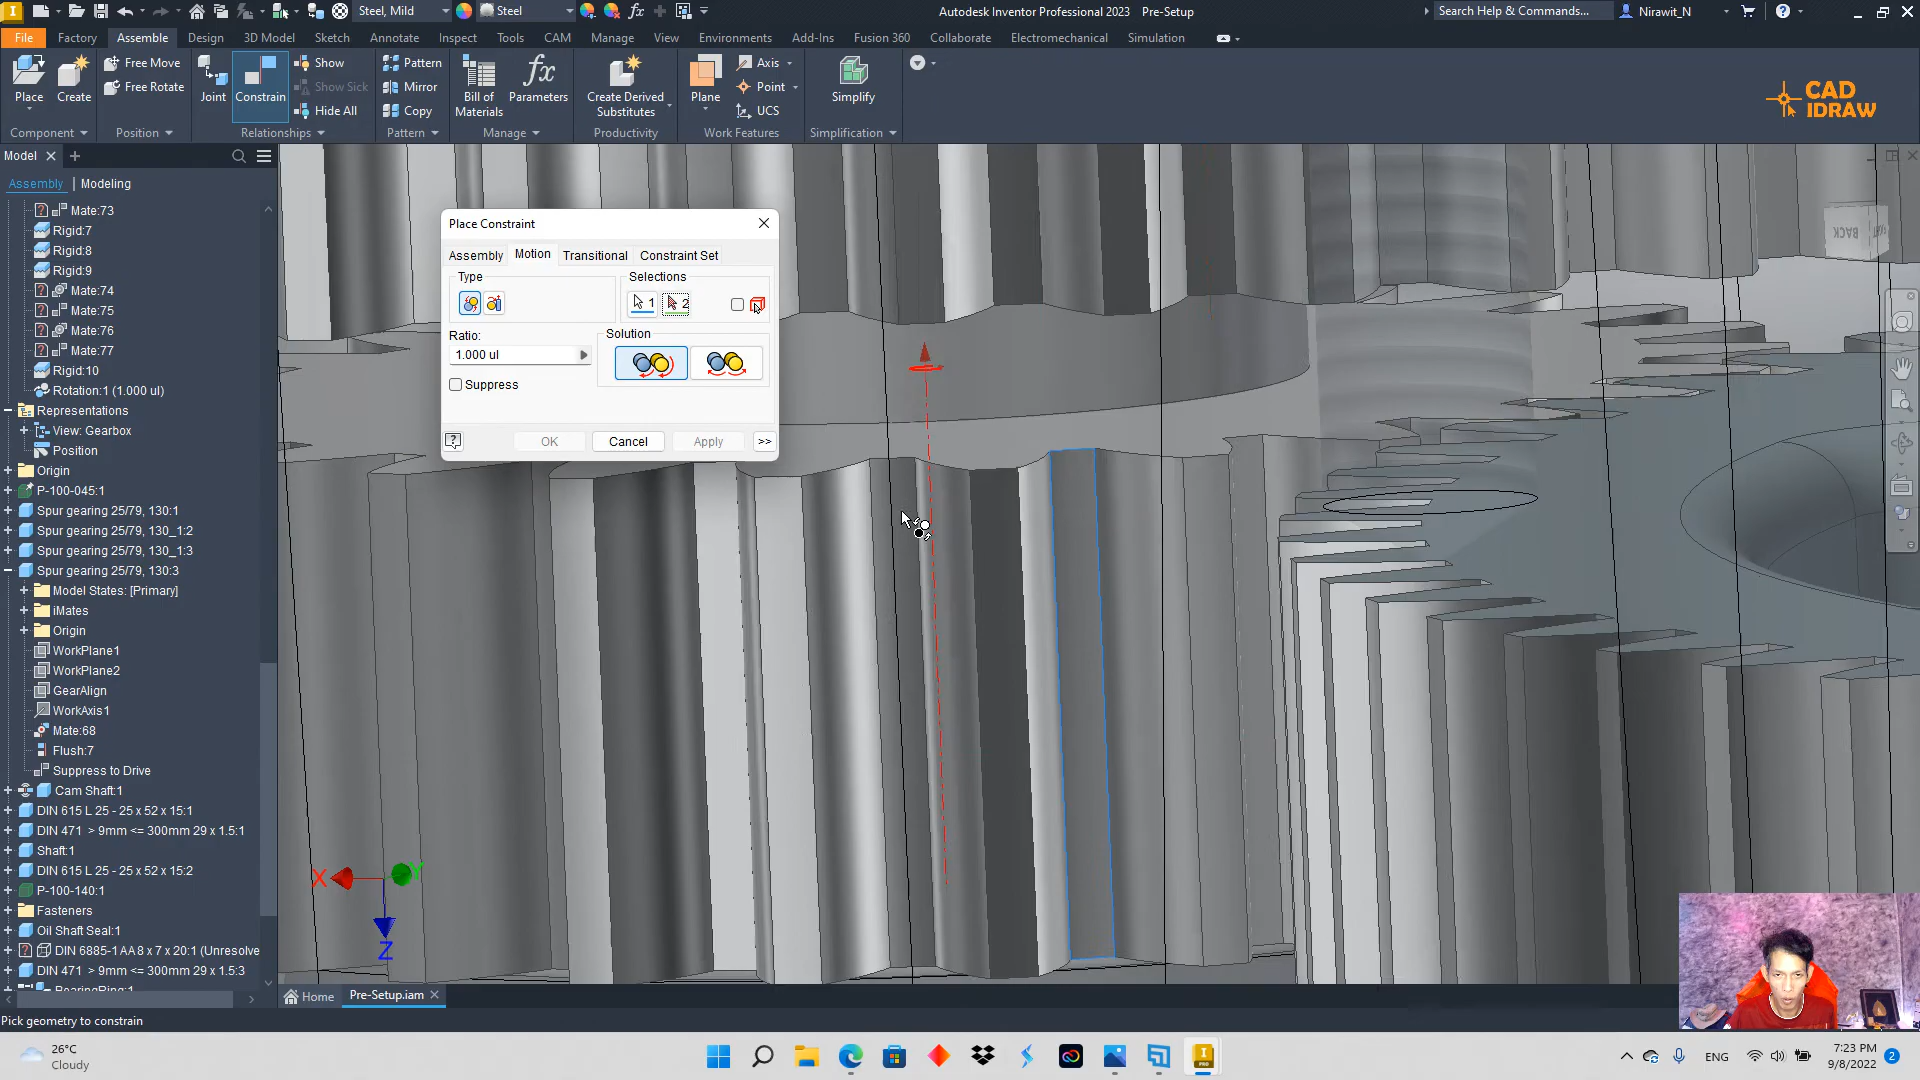 Steel, Mild
Steel
fx
Autodesk Inventor Professional 2023 Pre-Setup
Search Help & Commands...
Nirawit_N
File Factory Assemble Design 3D Model Sketch Annotate Inspect Tools CAM Manage View Environments Add-Ins Fusion 360 Collaborate Electromechanical Simulation
Place
Create
Free Move
Free Rotate
Component
Position
Joint
Constrain
Show
Show Sick
Hide All
Relationships
Pattern
Mirror
Copy
Pattern
Bill of
Materials
fx
Parameters
Manage
Create Derived
Substitutes
Productivity
Plane
Axis
Point
UCS
Work Features
Simplify
Simplification
CAD
IDRAW
Model
Assembly Modeling
Mate:73
Rigid:7
Rigid:8
Rigid:9
Mate:74
Mate:75
Mate:76
Mate:77
Rigid:10
Rotation:1 (1.000 ul)
Representations
View: Gearbox
Position
Origin
P-100-045:1
Spur gearing 25/79, 130:1
Spur gearing 25/79, 130_1:2
Spur gearing 25/79, 130_1:3
Spur gearing 25/79, 130:3
Model States: [Primary]
iMates
Origin
WorkPlane1
WorkPlane2
GearAlign
WorkAxis1
Mate:68
Flush:7
Suppress to Drive
Cam Shaft:1
DIN 615 L 25 - 25 x 52 x 15:1
DIN 471 > 9mm <= 300mm 29 x 1.5:1
Shaft:1
DIN 615 L 25 - 25 x 52 x 15:2
P-100-140:1
Fasteners
Oil Shaft Seal:1
DIN 6885-1 AA 8 x 7 x 20:1 (Unresolve
DIN 471 > 9mm <= 300mm 29 x 1.5:3
BearingRing:1
Place Constraint
Assembly Motion Transitional Constraint Set
Type
Selections
1
2
Ratio:
1.000 ul
Solution
Suppress
OK
Cancel
Apply
>>
BACK
X
Y
Z
Home
Pre-Setup.iam
Pick geometry to constrain
26°C
Cloudy
I
PRO
ENG
7:23 PM
9/8/2022
2